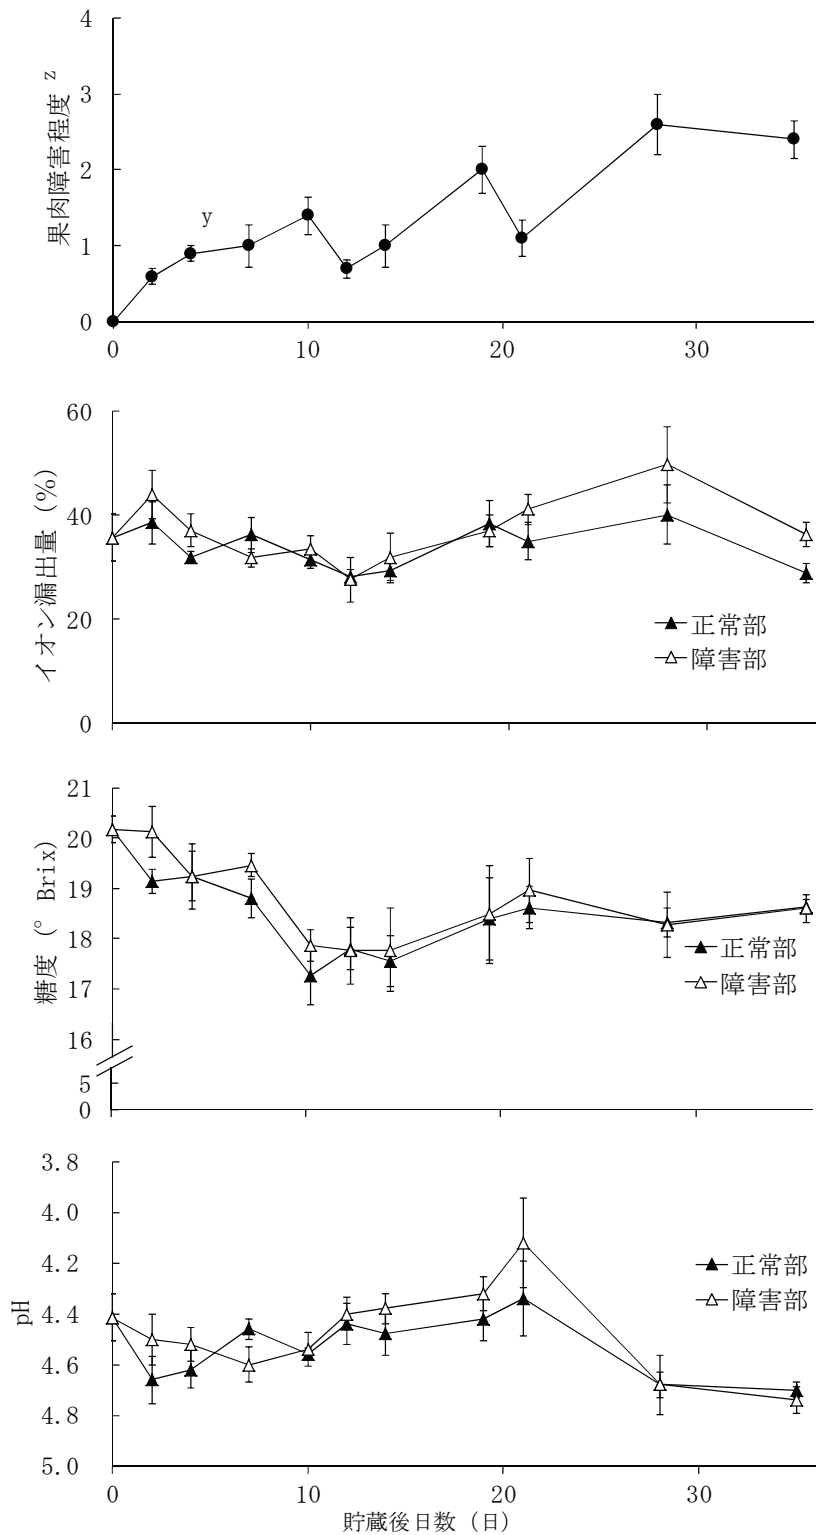 果肉障害程度 z
4
3
2
1
0
y
0 10 20 30
イオン漏出量 (%)
60
40
20
0
正常部
障害部
糖度 (° Brix)
21
20
19
18
17
16
5
0
正常部
障害部
pH
3.8
4.0
4.2
4.4
4.6
4.8
5.0
正常部
障害部
0 10 20 30
貯蔵後日数 (日)